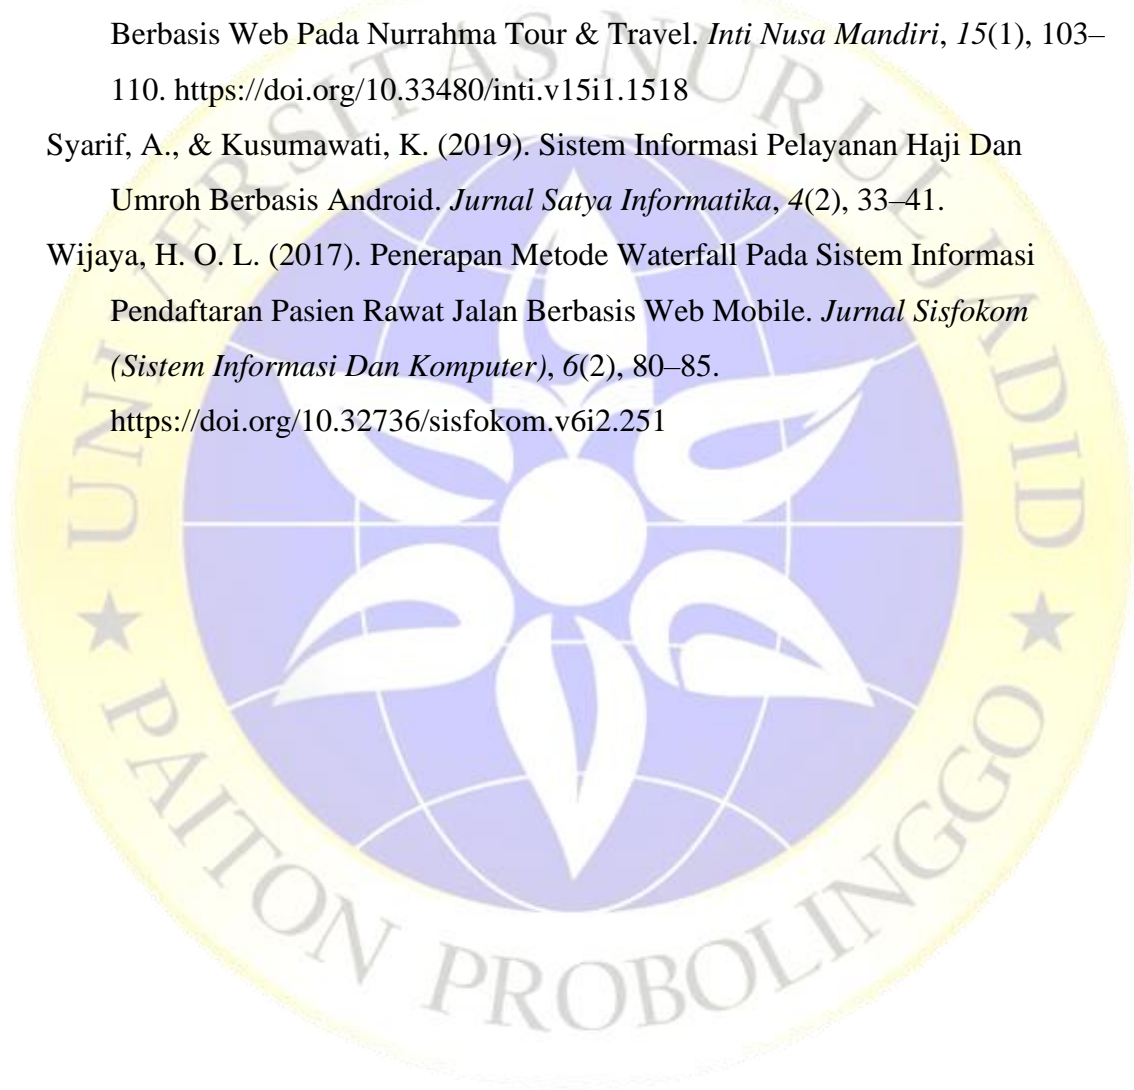 Berbasis Web Pada Nurrahma Tour & Travel. Inti Nusa Mandiri, 15(1), 103–
110. https://doi.org/10.33480/inti.v15i1.1518
Syarif, A., & Kusumawati, K. (2019). Sistem Informasi Pelayanan Haji Dan
Umroh Berbasis Android. Jurnal Satya Informatika, 4(2), 33–41.
Wijaya, H. O. L. (2017). Penerapan Metode Waterfall Pada Sistem Informasi
Pendaftaran Pasien Rawat Jalan Berbasis Web Mobile. Jurnal Sisfokom
(Sistem Informasi Dan Komputer), 6(2), 80–85.
https://doi.org/10.32736/sisfokom.v6i2.251
UNIVERSITAS NURUL JADID
PAITON PROBOLINGGO